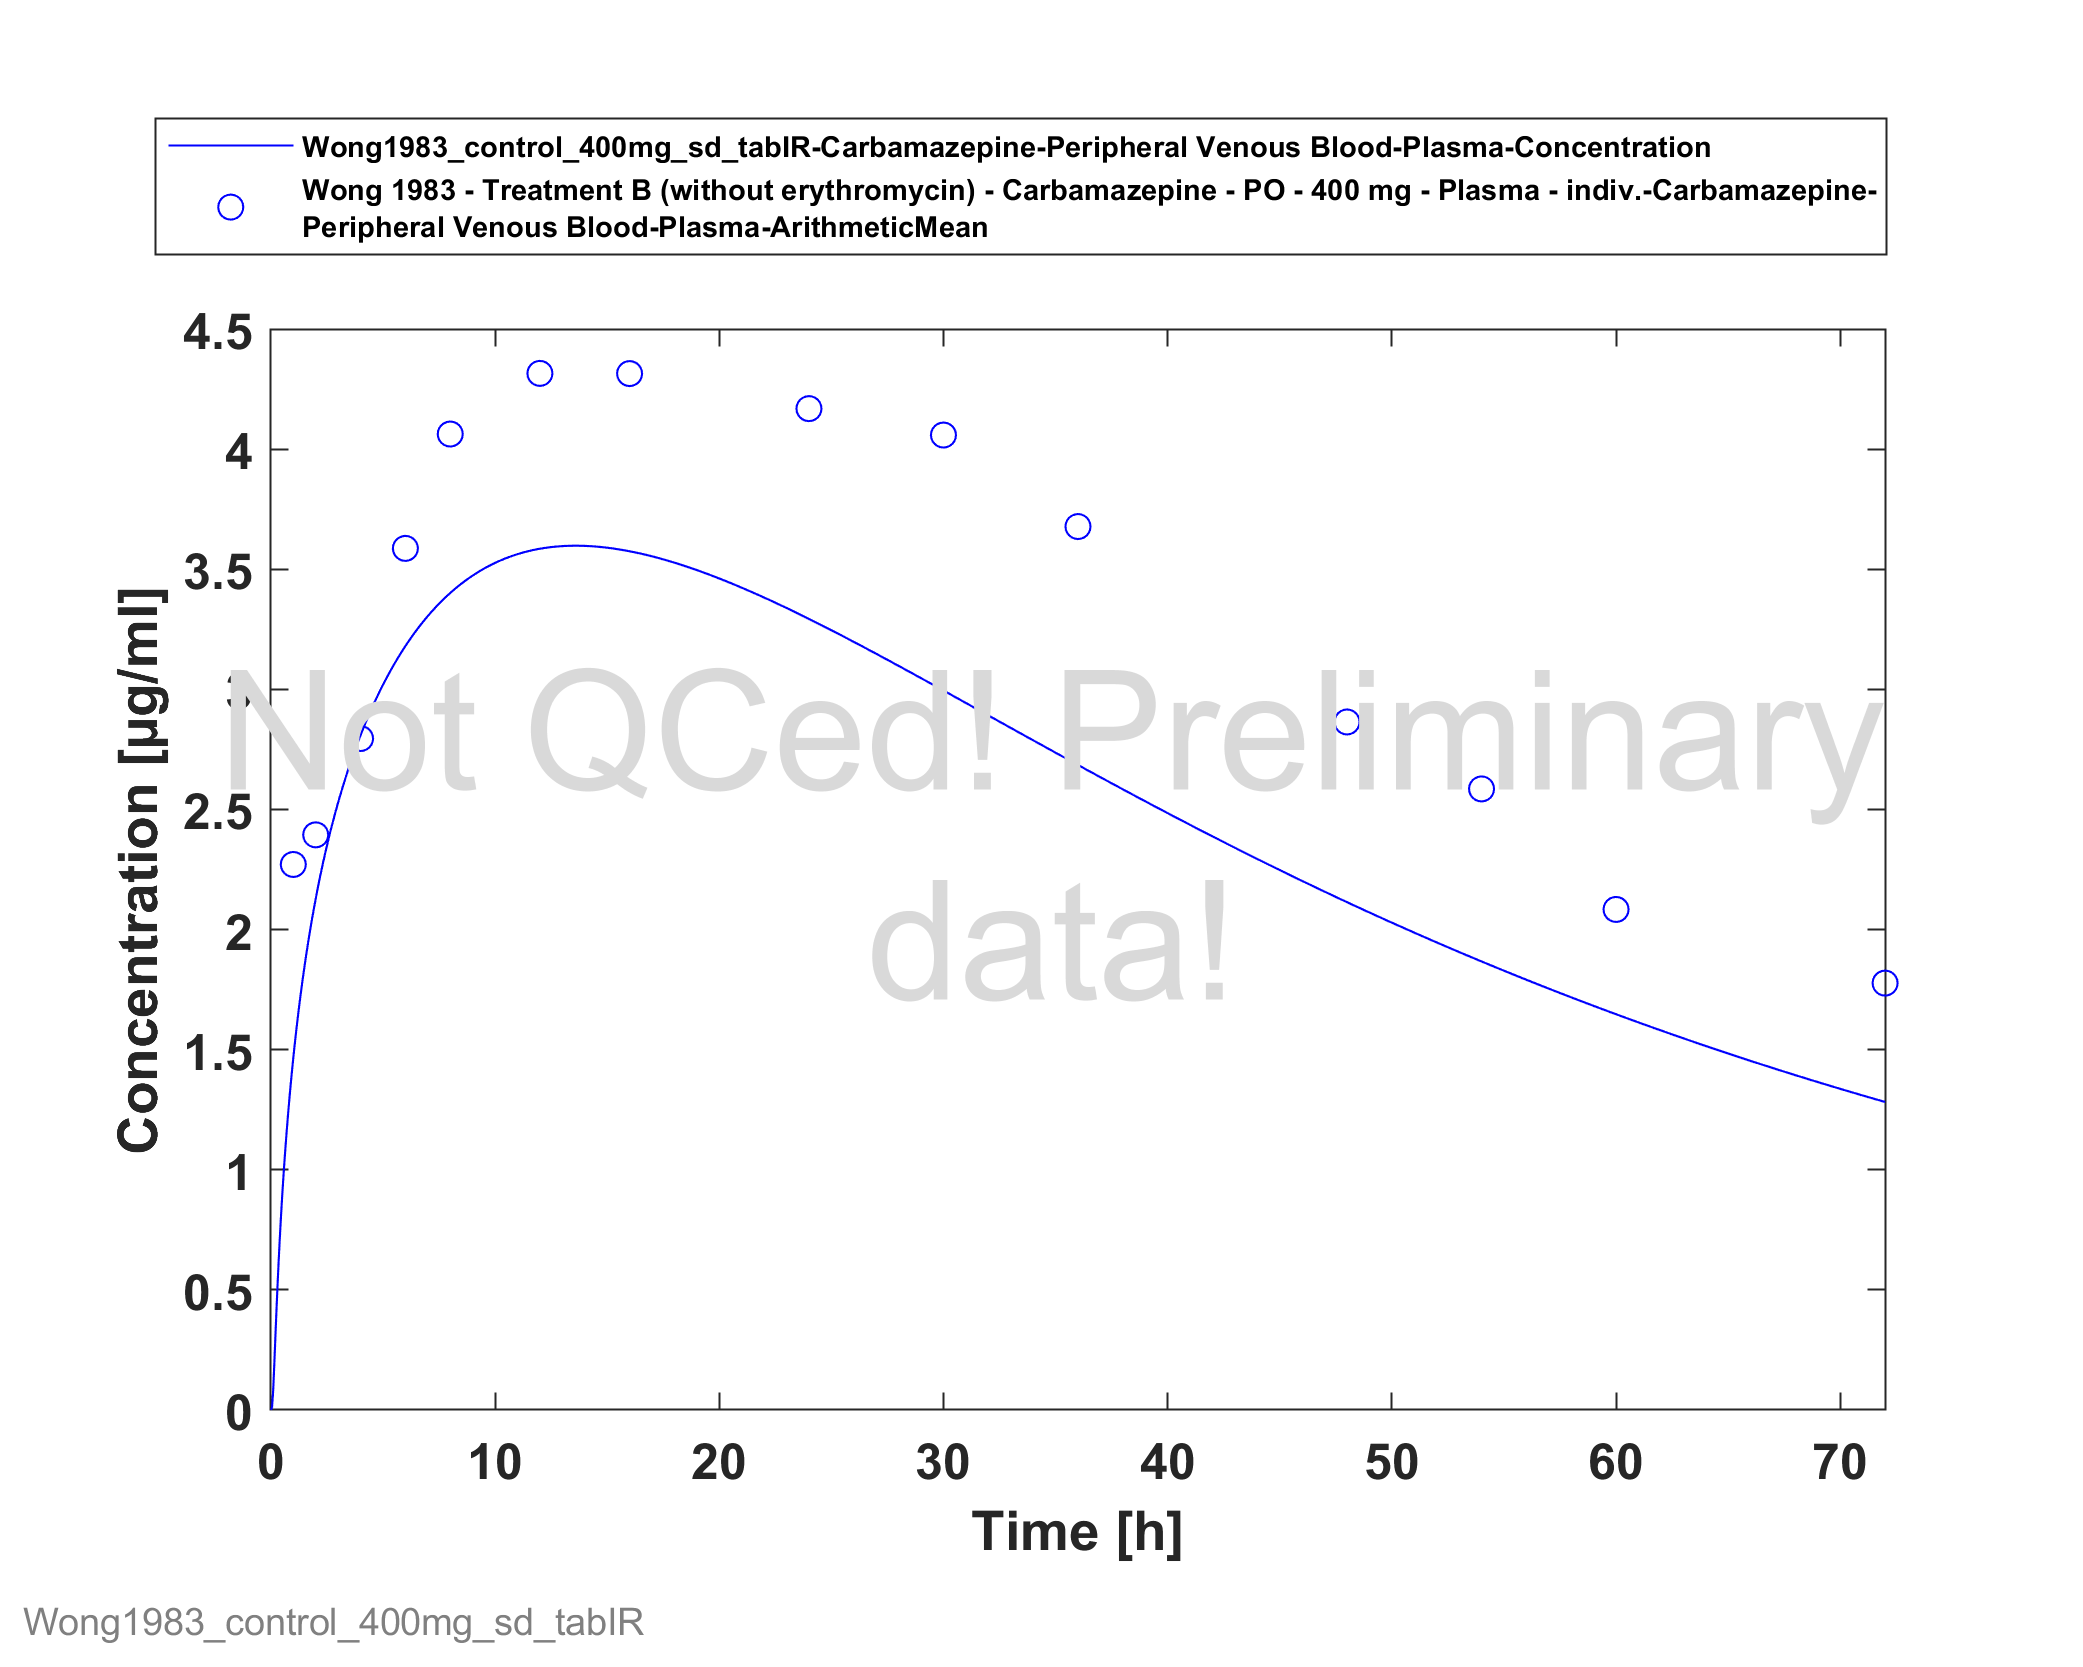 Wong1983_control_400mg_sd_tabIR-Carbamazepine-Peripheral Venous Blood-Plasma-Concentration
Wong 1983 - Treatment B (without erythromycin) - Carbamazepine - PO - 400 mg - Plasma - indiv.-Carbamazepine-
Peripheral Venous Blood-Plasma-ArithmeticMean
4.5
4
3.5
3
2.5
2
1.5
1
0.5
0
Concentration [µg/ml]
Not QCed! Preliminary
data!
0 10 20 30 40 50 60 70
Time [h]
Wong1983_control_400mg_sd_tabIR